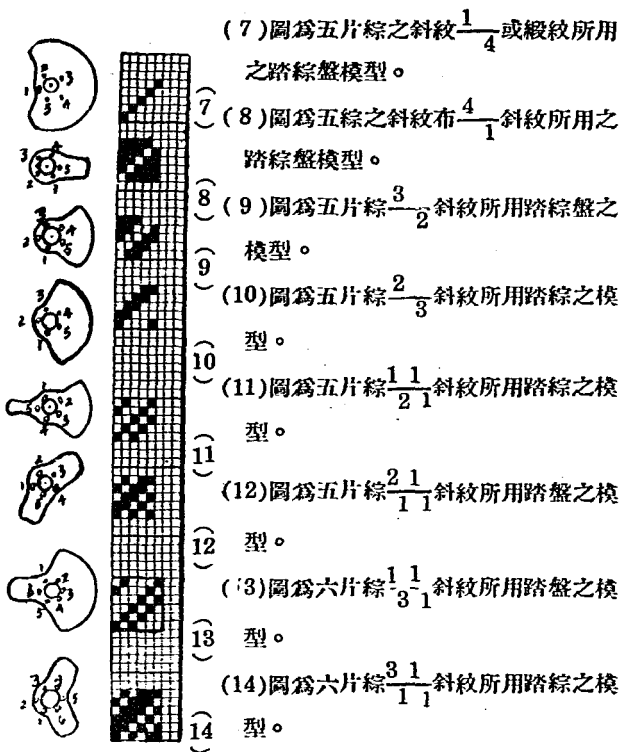 (7)圖爲五片綜之斜紋1/4或緞紋所用
之踏綜盤模型。
(8)圖爲五綜之斜紋布4/1斜紋所用之
踏綜盤模型。
(9)圖爲五片綜3/2斜紋所用踏綜盤之
模型。
(10)圖爲五片綜2/3斜紋所用踏綜之模
型。
(11)圖爲五片綜1 1/2 1斜紋所用踏綜之模
型。
(12)圖爲五片綜2 1/1 1斜紋所用踏盤之模
型。
(13)圖爲六片綜1 1/3 1斜紋所用踏盤之模
型。
(14)圖爲六片綜3 1/1 1斜紋所用踏綜之模
型。
(7)
(8)
(9)
(10)
(11)
(12)
(13)
(14)